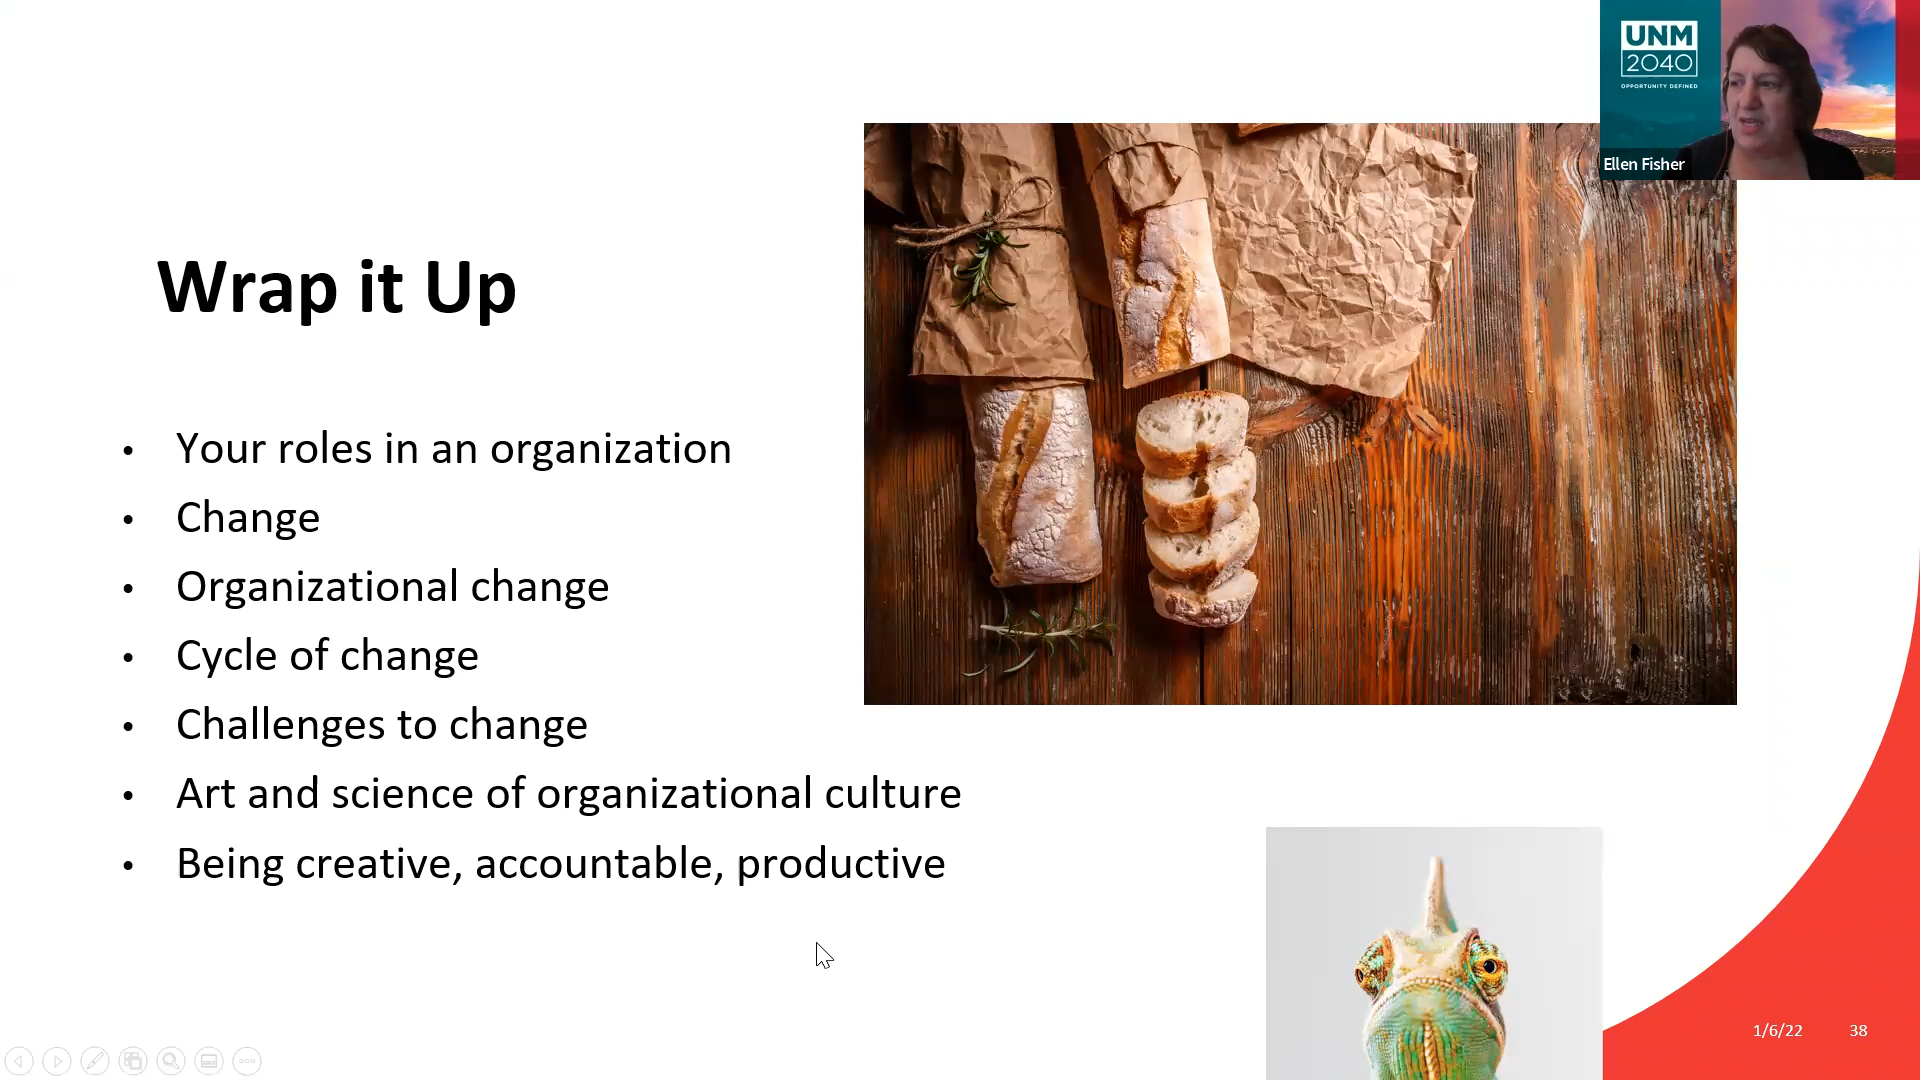 UNM
2040
OPPORTUNITY DEFINED
Ellen Fisher
Wrap it Up
• Your roles in an organization
• Change
• Organizational change
• Cycle of change
• Challenges to change
• Art and science of organizational culture
• Being creative, accountable, productive
1/6/22 38